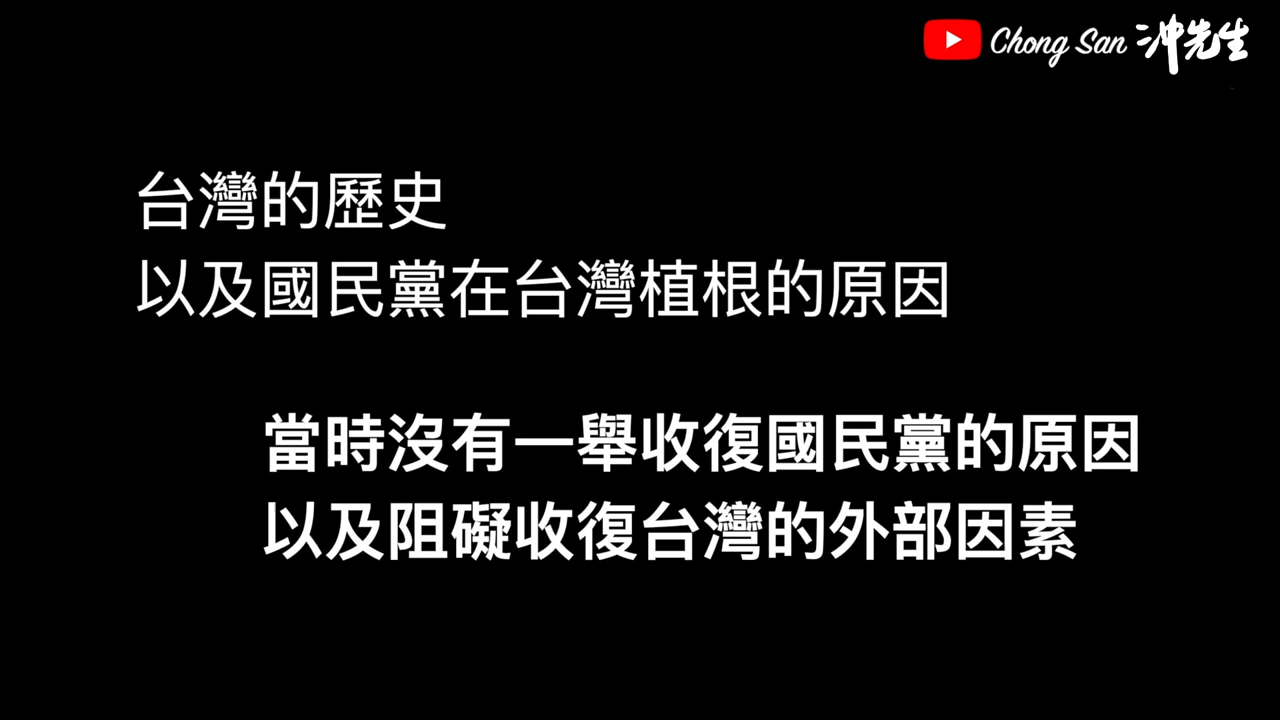 Chong San 沖先生
台灣的歷史
以及國民黨在台灣植根的原因
當時沒有一舉收復國民黨的原因
以及阻礙收復台灣的外部因素